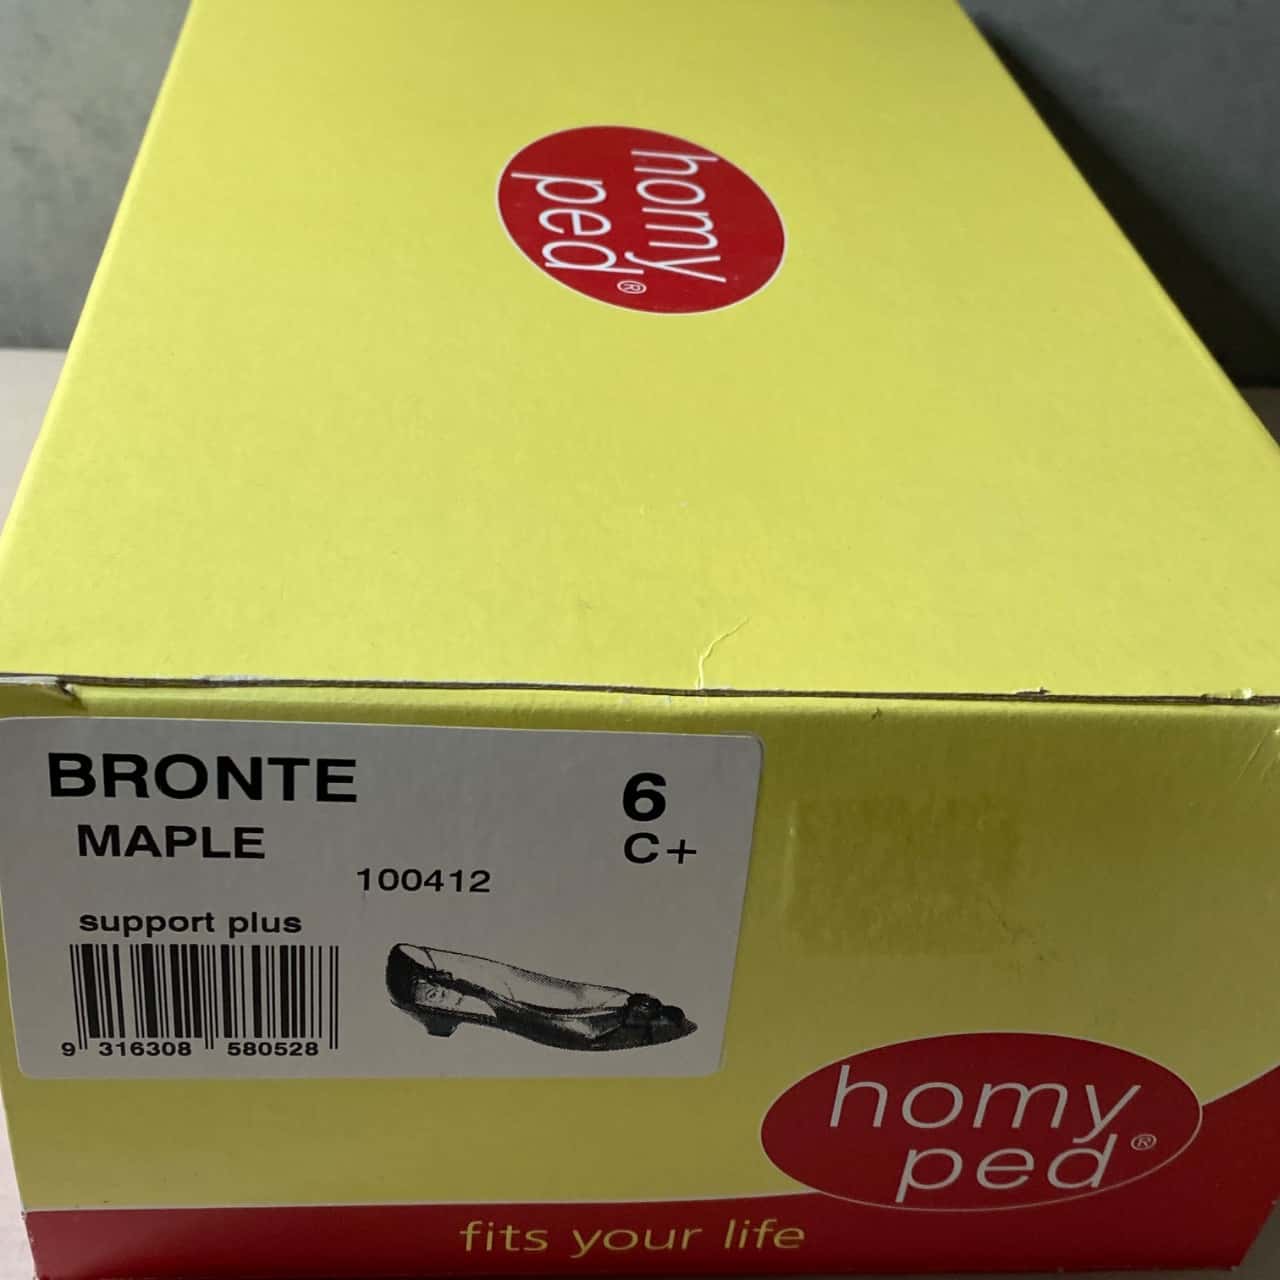 homy
ped®
BRONTE
6
MAPLE
C+
100412
support plus
9 316308 580528
homy
ped®
fits your life